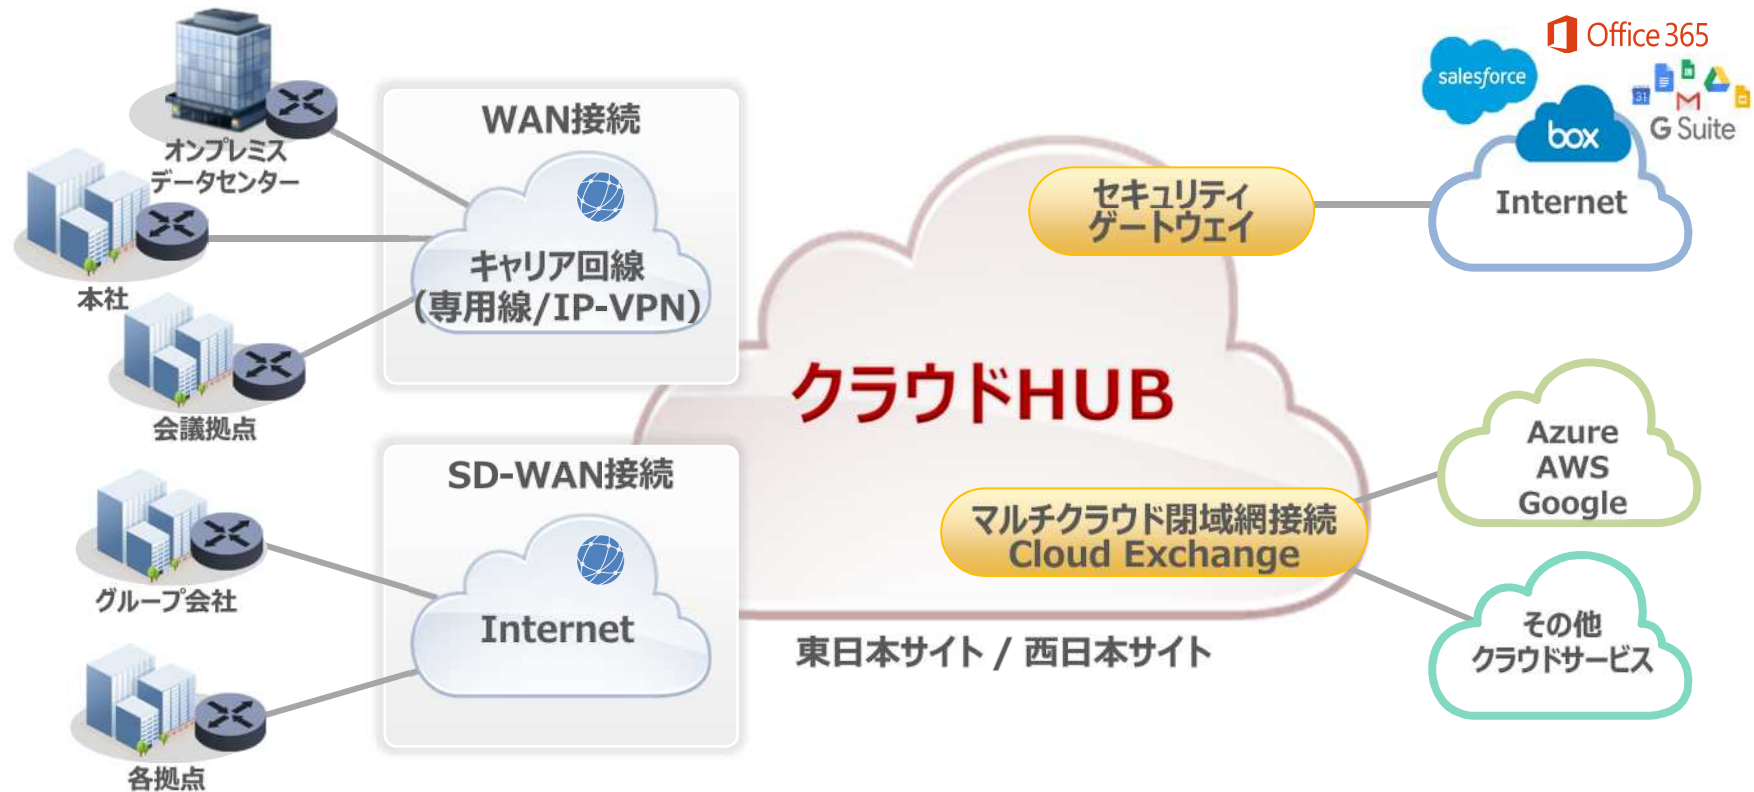 オンプレミス
データセンター
本社
会議拠点
グループ会社
各拠点
WAN接続
キャリア回線
（専用線/IP-VPN）
SD-WAN接続
Internet
クラウドHUB
セキュリティ
ゲートウェイ
マルチクラウド閉域網接続
Cloud Exchange
東日本サイト / 西日本サイト
Office 365
salesforce
box
31
G Suite
Internet
Azure
AWS
Google
その他
クラウドサービス